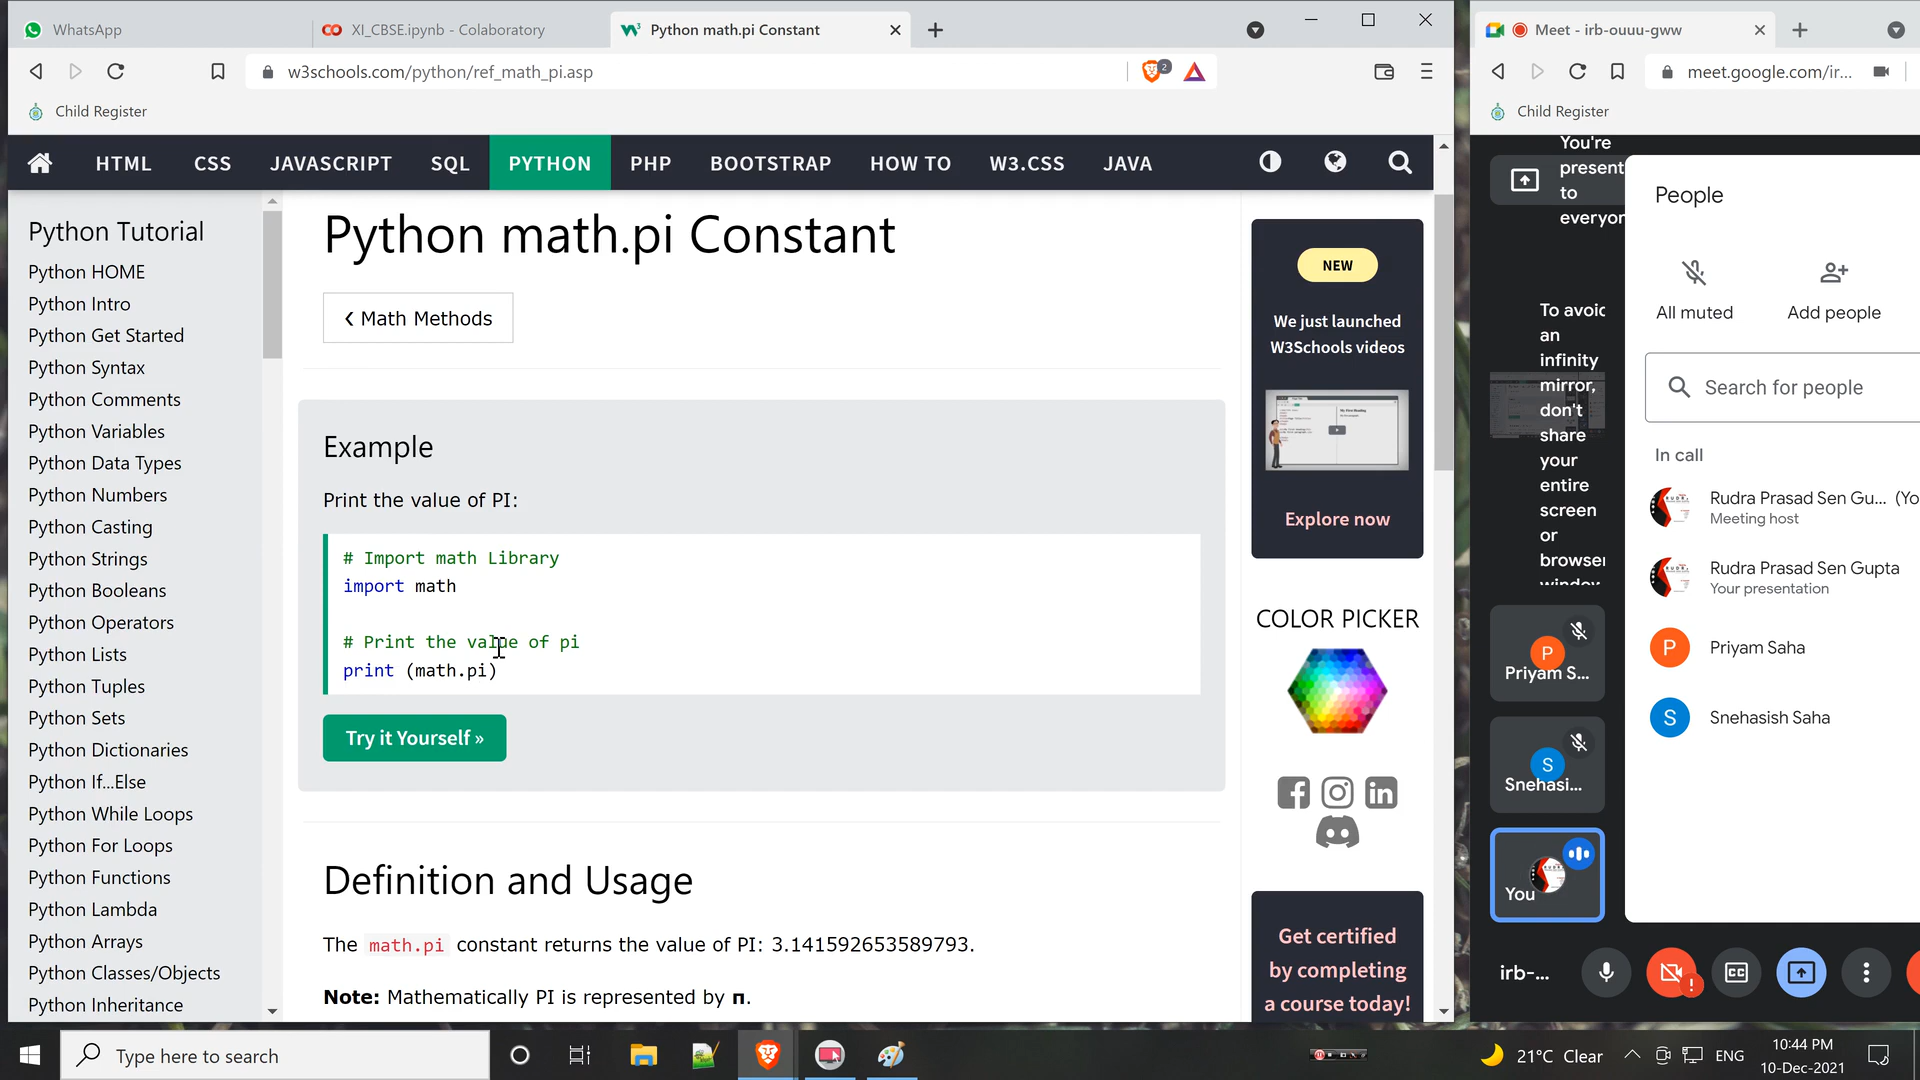 WhatsApp
XI_CBSE.ipynb - Colaboratory
Python math.pi Constant
w3schools.com/python/ref_math_pi.asp
2
Child Register
HTML CSS JAVASCRIPT SQL PYTHON PHP BOOTSTRAP HOW TO W3.CSS JAVA
Python Tutorial
Python HOME
Python Intro
Python Get Started
Python Syntax
Python Comments
Python Variables
Python Data Types
Python Numbers
Python Casting
Python Strings
Python Booleans
Python Operators
Python Lists
Python Tuples
Python Sets
Python Dictionaries
Python If...Else
Python While Loops
Python For Loops
Python Functions
Python Lambda
Python Arrays
Python Classes/Objects
Python Inheritance
Python math.pi Constant
❮ Math Methods
Example
Print the value of PI:
# Import math Library
import math
# Print the value of pi
print (math.pi)
Try it Yourself »
Definition and Usage
The math.pi constant returns the value of PI: 3.141592653589793.
Note: Mathematically PI is represented by π.
NEW
We just launched
W3Schools videos
Explore now
COLOR PICKER
Get certified
by completing
a course today!
Meet - irb-ouuu-gww
meet.google.com/ir...
Child Register
You're
present
to
everyon
To avoid
an
infinity
mirror,
don't
share
your
entire
screen
or
browser
window
People
All muted
Add people
Search for people
In call
Rudra Prasad Sen Gu... (Yo
Meeting host
Rudra Prasad Sen Gupta
Your presentation
P Priyam Saha
S Snehasish Saha
P
Priyam S...
S
Snehasi...
You
irb-...
CC
!
Type here to search
21°C Clear
ENG
10:44 PM
10-Dec-2021